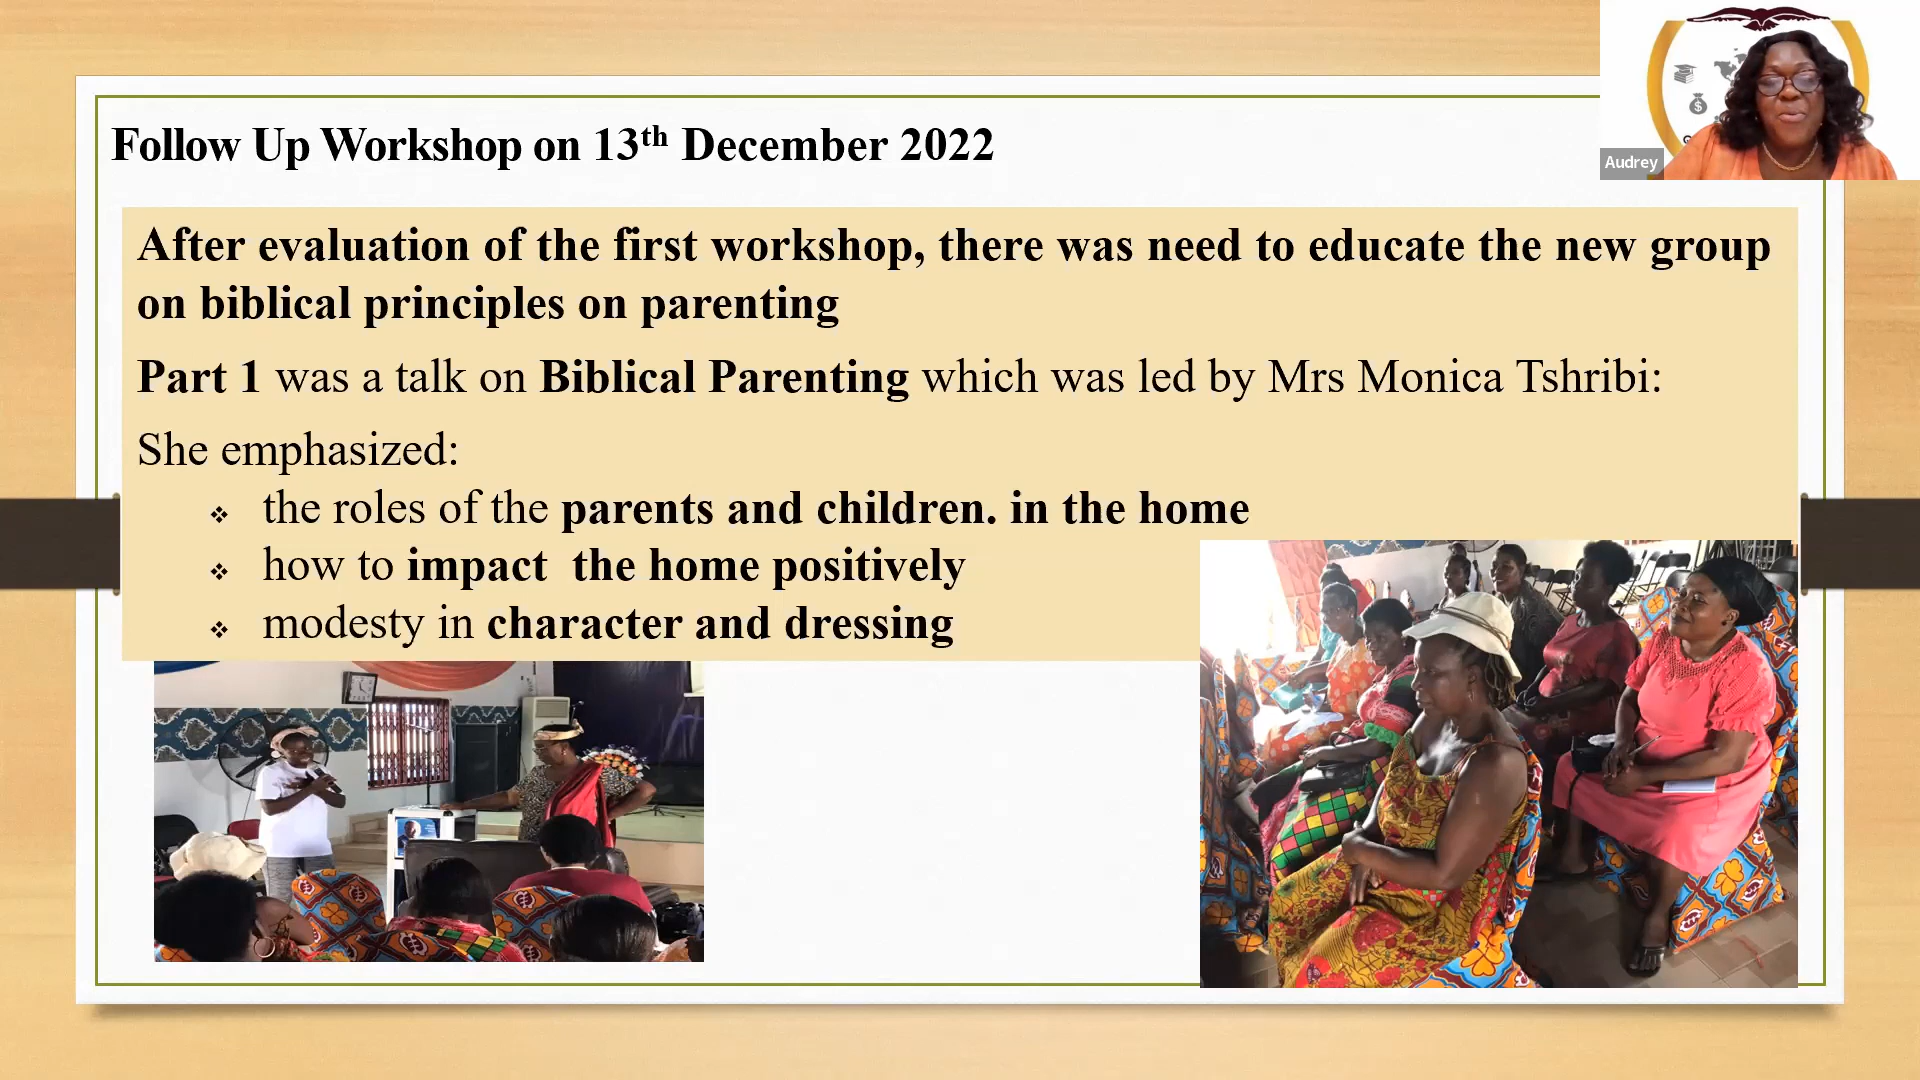 Follow Up Workshop on 13th December 2022
Audrey
After evaluation of the first workshop, there was need to educate the new group
on biblical principles on parenting
Part 1 was a talk on Biblical Parenting which was led by Mrs Monica Tshribi:
She emphasized:
❖ the roles of the parents and children. in the home
❖ how to impact  the home positively
❖ modesty in character and dressing